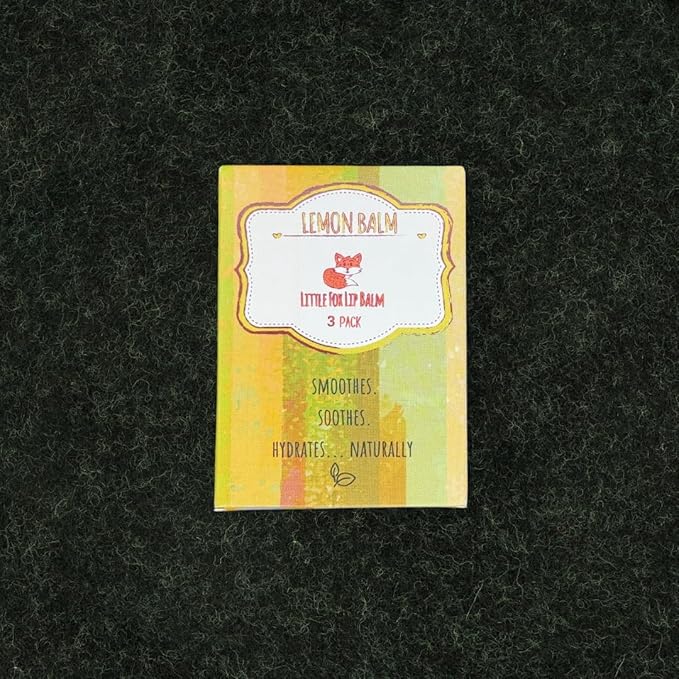 LEMON BALM
LITTLE FOX LIP BALM
3 PACK
SMOOTHES.
SOOTHES.
HYDRATES... NATURALLY